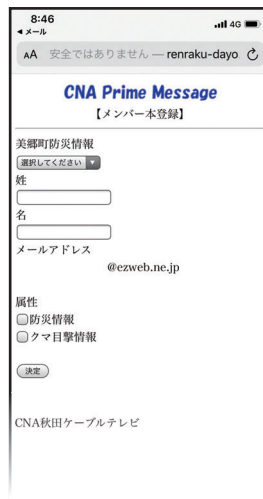 8:46
4G
◀ メール
AA 安全ではありません — renraku-dayo
CNA Prime Message
【メンバー本登録】
美郷町防災情報
選択してください ▼
姓
名
メールアドレス
@ezweb.ne.jp
属性
防災情報
クマ目撃情報
決定
CNA秋田ケーブルテレビ